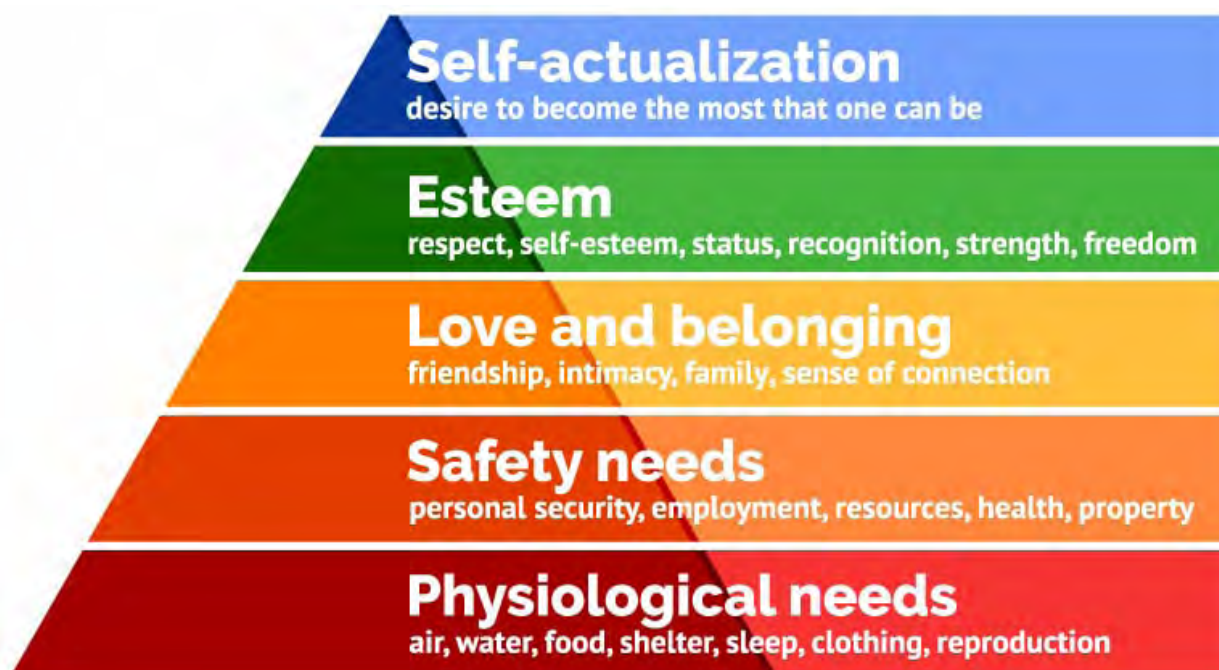 Self-actualization
desire to become the most that one can be
Esteem
respect, self-esteem, status, recognition, strength, freedom
Love and belonging
friendship, intimacy, family, sense of connection
Safety needs
personal security, employment, resources, health, property
Physiological needs
air, water, food, shelter, sleep, clothing, reproduction